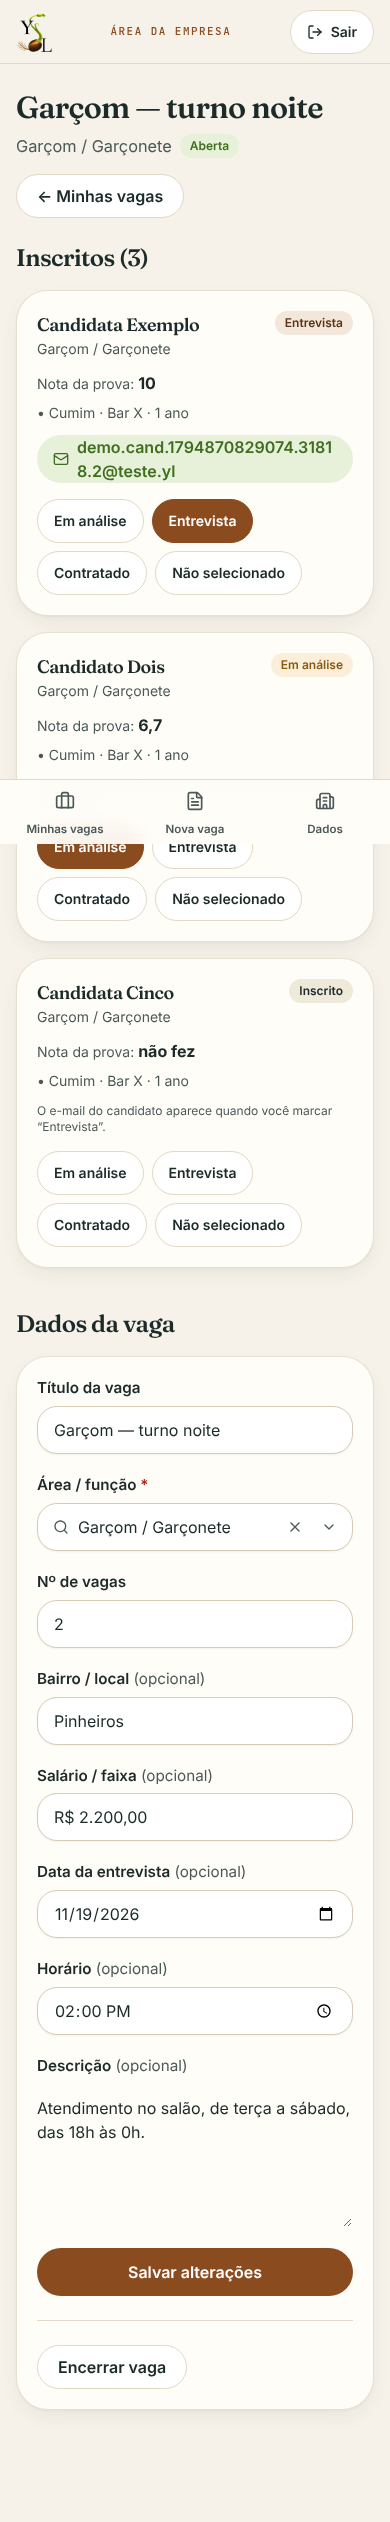 Y L
ÁREA DA EMPRESA
Sair
Garçom — turno noite
Garçom / Garçonete
Aberta
← Minhas vagas
Inscritos (3)
Candidata Exemplo
Entrevista
Garçom / Garçonete
Nota da prova: 10
• Cumim · Bar X · 1 ano
demo.cand.1794870829074.3181
8.2@teste.yl
Em análise
Entrevista
Contratado
Não selecionado
Candidato Dois
Em análise
Garçom / Garçonete
Nota da prova: 6,7
• Cumim · Bar X · 1 ano
Minhas vagas
Nova vaga
Dados
Em análise
Entrevista
Contratado
Não selecionado
Candidata Cinco
Inscrito
Garçom / Garçonete
Nota da prova: não fez
• Cumim · Bar X · 1 ano
O e-mail do candidato aparece quando você marcar
“Entrevista”.
Em análise
Entrevista
Contratado
Não selecionado
Dados da vaga
Título da vaga
Garçom — turno noite
Área / função *
Garçom / Garçonete
Nº de vagas
2
Bairro / local (opcional)
Pinheiros
Salário / faixa (opcional)
R$ 2.200,00
Data da entrevista (opcional)
11/19/2026
Horário (opcional)
02:00 PM
Descrição (opcional)
Atendimento no salão, de terça a sábado,
das 18h às 0h.
Salvar alterações
Encerrar vaga